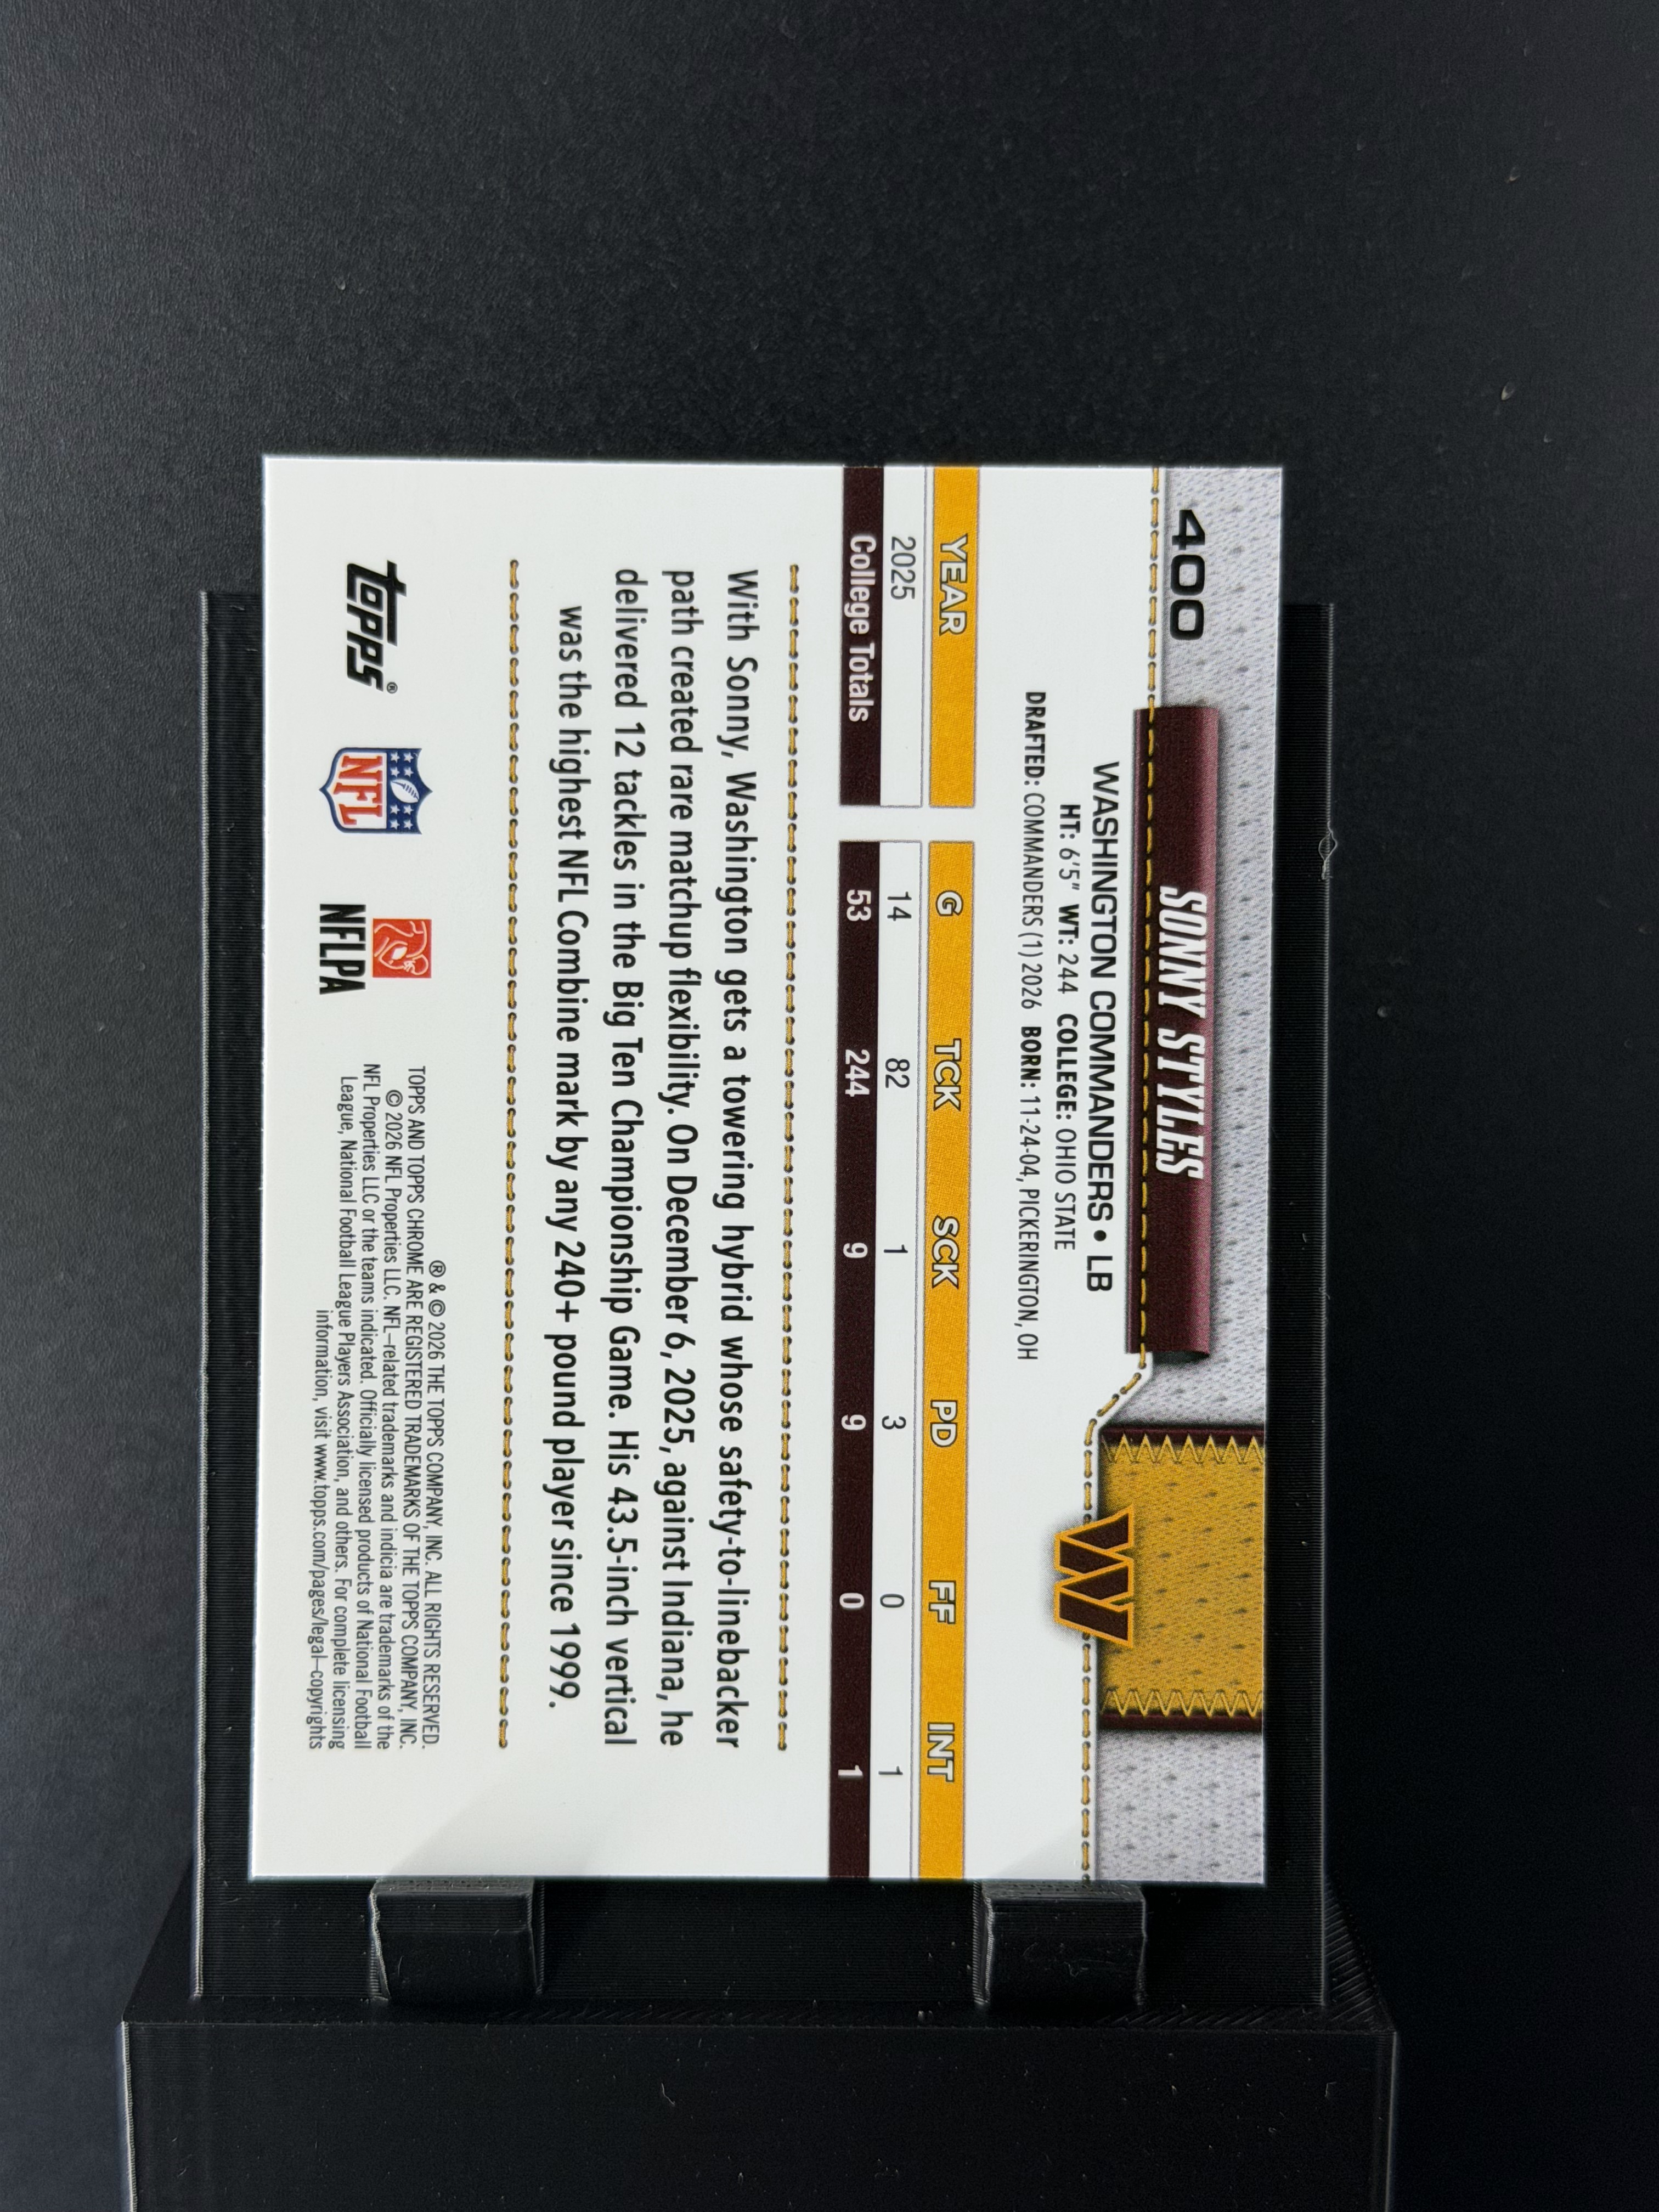 400
SONNY STYLES
WASHINGTON COMMANDERS • LB
HT: 6'5" WT: 244 COLLEGE: OHIO STATE
DRAFTED: COMMANDERS (1) 2026 BORN: 11-24-04, PICKERINGTON, OH
W
YEAR G TCK SCK PD FF INT
2025 14 82 1 3 0 1
College Totals 53 244 9 9 0 1
With Sonny, Washington gets a towering hybrid whose safety-to-linebacker
path created rare matchup flexibility. On December 6, 2025, against Indiana, he
delivered 12 tackles in the Big Ten Championship Game. His 43.5-inch vertical
was the highest NFL Combine mark by any 240+ pound player since 1999.
topps®
NFL
NFLPA
® & © 2026 THE TOPPS COMPANY, INC. ALL RIGHTS RESERVED.
TOPPS AND TOPPS CHROME ARE REGISTERED TRADEMARKS OF THE TOPPS COMPANY, INC.
© 2026 NFL Properties LLC. NFL-related trademarks and indicia are trademarks of the
NFL Properties LLC or the teams indicated. Officially licensed products of National Football
League, National Football League Players Association, and others. For complete licensing
information, visit www.topps.com/pages/legal-copyrights